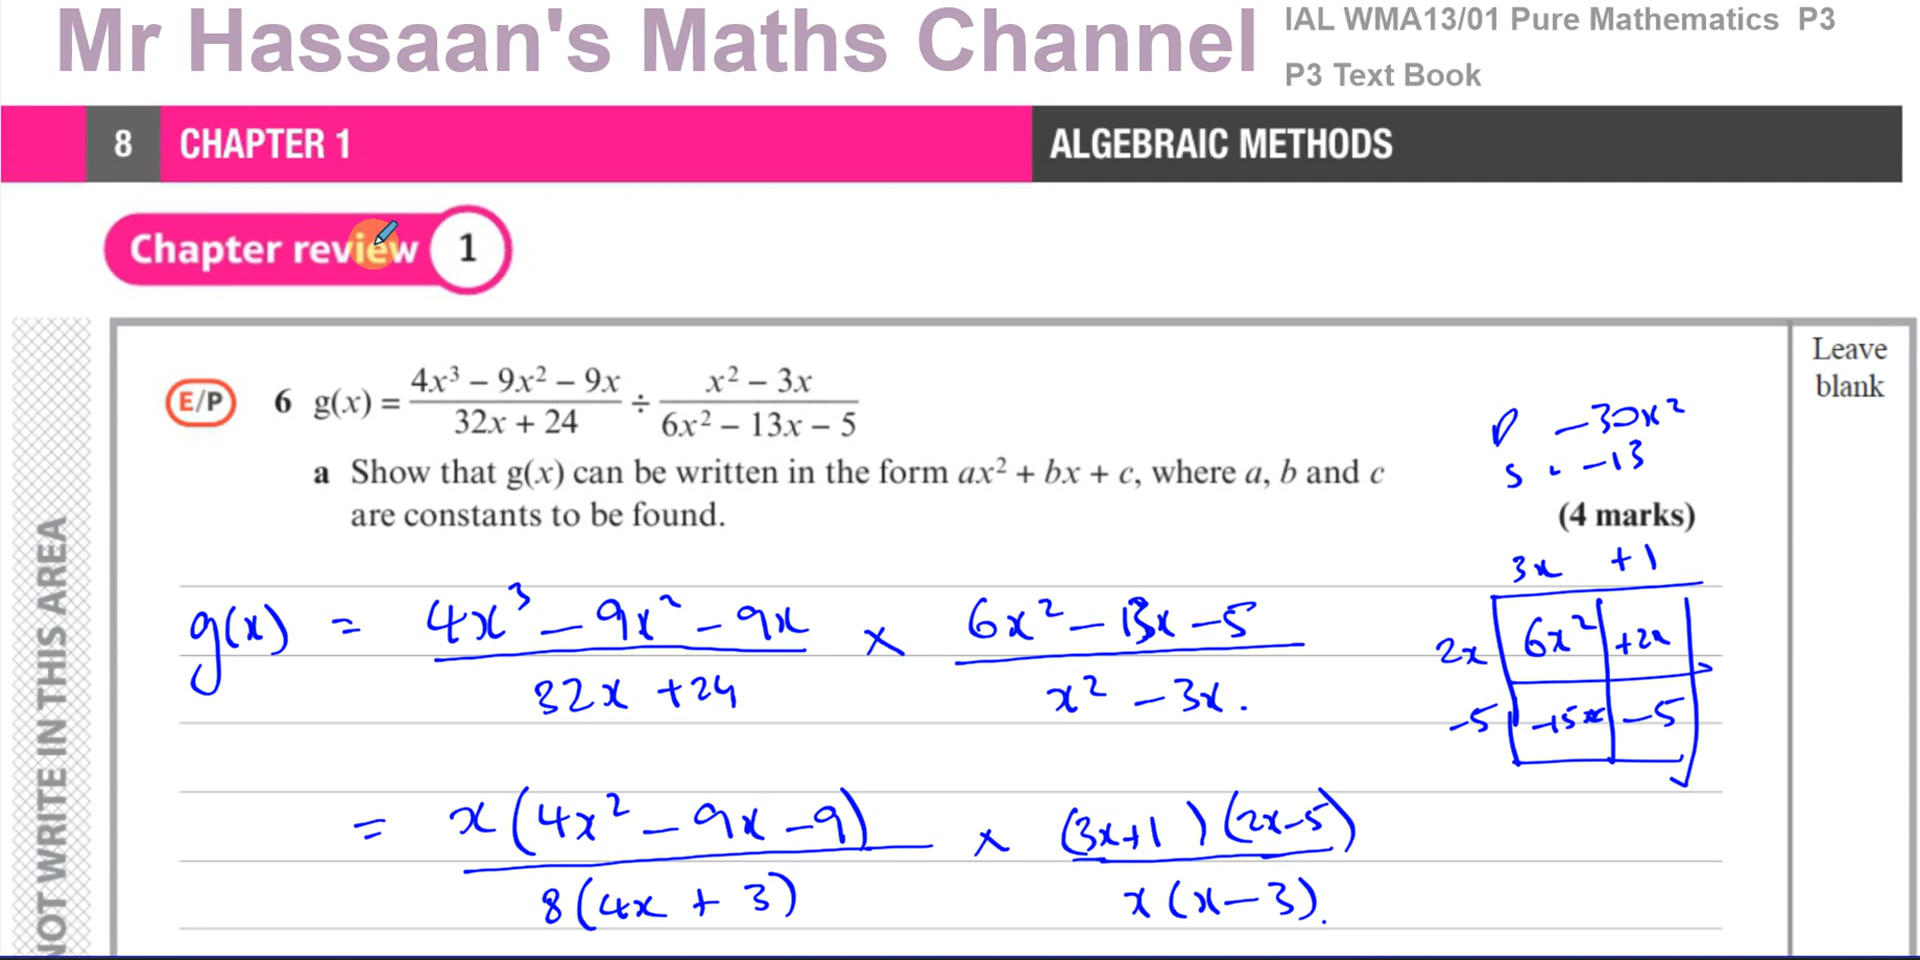 Mr Hassaan's Maths Channel
IAL WMA13/01 Pure Mathematics P3
P3 Text Book
8 CHAPTER 1 ALGEBRAIC METHODS
Chapter review 1
Leave
blank
E/P 6 g(x) = (4x³ − 9x² − 9x)/(32x + 24) ÷ (x² − 3x)/(6x² − 13x − 5)
a Show that g(x) can be written in the form ax² + bx + c, where a, b and c
are constants to be found.
(4 marks)
P −30x²
S −13
3x +1
2x 6x² +2x
−5 −15x −5
g(x) = (4x³ − 9x² − 9x)/(32x + 24) × (6x² − 13x − 5)/(x² − 3x).
= x(4x² − 9x − 9)/8(4x + 3) × (3x+1)(2x−5)/x(x−3).
NOT WRITE IN THIS AREA